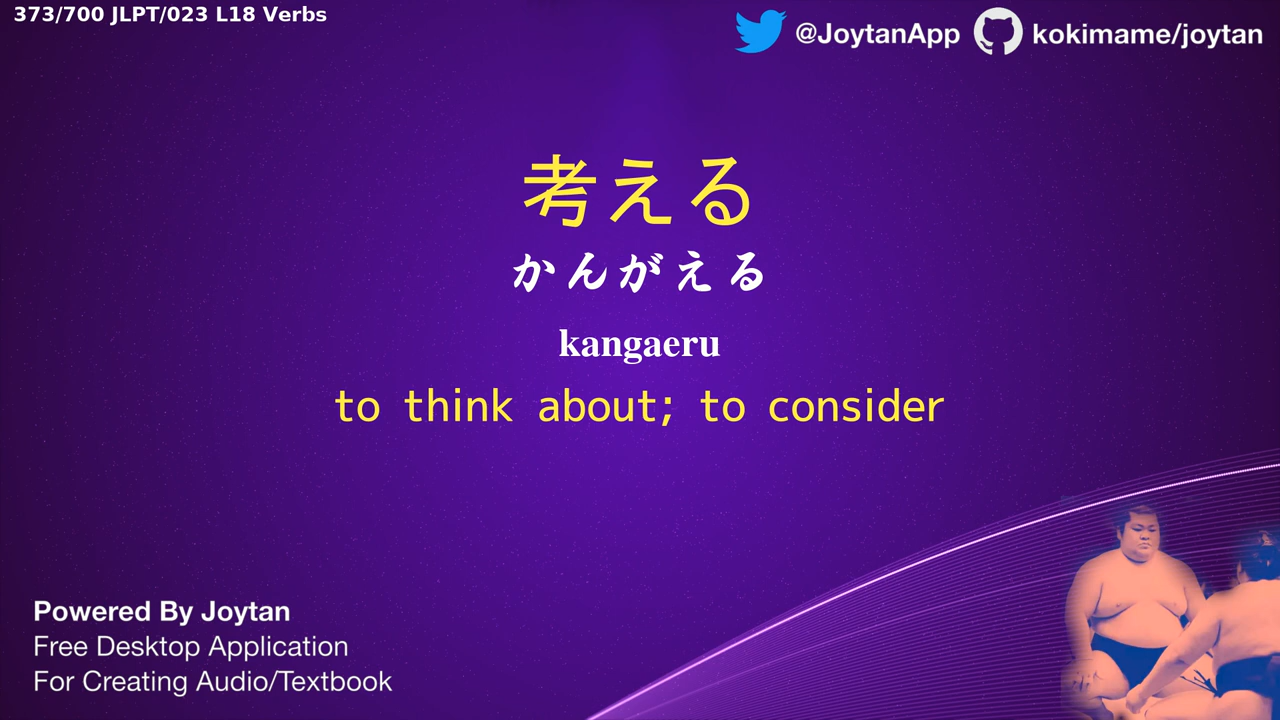 373/700 JLPT/023 L18 Verbs
@JoytanApp kokimame/joytan
考える
かんがえる
kangaeru
to think about; to consider
Powered By Joytan
Free Desktop Application
For Creating Audio/Textbook